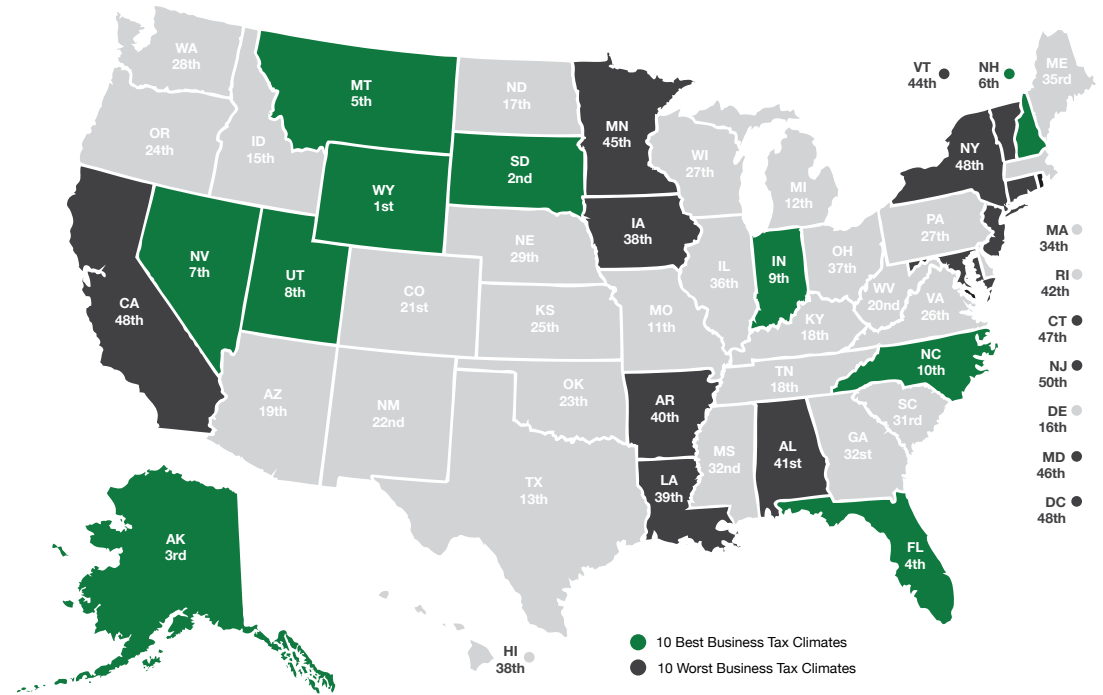 WA
28th
MT
5th
ND
17th
MN
45th
VT
44th
NH
6th
ME
35rd
OR
24th
ID
15th
SD
2nd
WI
27th
NY
48th
WY
1st
MI
12th
IA
38th
PA
27th
MA
34th
NV
7th
UT
8th
NE
29th
IL
36th
IN
9th
OH
37th
RI
42th
CA
48th
CO
21st
KS
25th
MO
11th
WV
20nd
VA
26th
KY
18th
CT
47th
NC
10th
NJ
50th
AZ
19th
NM
22nd
OK
23th
AR
40th
TN
18th
SC
31rd
DE
16th
TX
13th
LA
39th
MS
32nd
AL
41st
GA
32st
MD
46th
DC
48th
AK
3rd
FL
4th
HI
38th
10 Best Business Tax Climates
10 Worst Business Tax Climates